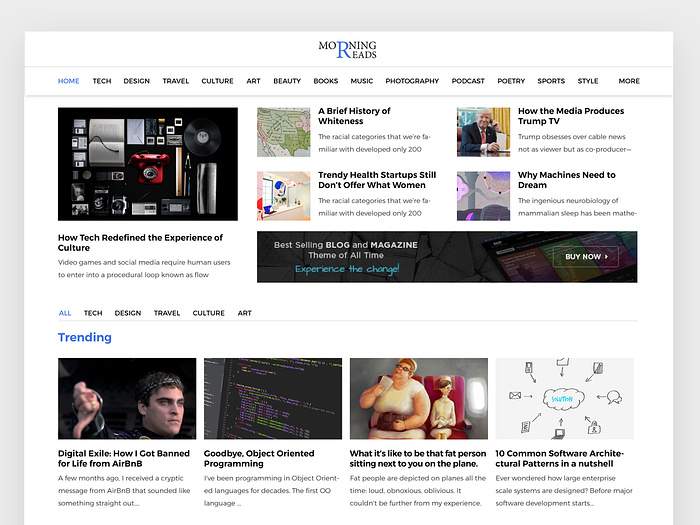 MORNING
READS
HOME TECH DESIGN TRAVEL CULTURE ART BEAUTY BOOKS MUSIC PHOTOGRAPHY PODCAST POETRY SPORTS STYLE MORE
How Tech Redefined the Experience of
Culture
Video games and social media require human users
to enter into a procedural loop known as flow
A Brief History of
Whiteness
The racial categories that we're fa-
miliar with developed only 200
How the Media Produces
Trump TV
Trump obsesses over cable news
not as viewer but as co-producer—
Trendy Health Startups Still
Don't Offer What Women
The racial categories that we're fa-
miliar with developed only 200
Why Machines Need to
Dream
The ingenious neurobiology of
mammalian sleep has been mathe-
Best Selling BLOG and MAGAZINE
Theme of All Time
Experience the change!
BUY NOW
ALL TECH DESIGN TRAVEL CULTURE ART
Trending
SOLUTION
Digital Exile: How I Got Banned
for Life from AirBnB
A few months ago, I received a cryptic
message from AirBnB that sounded like
something straight out....
Goodbye, Object Oriented
Programming
I've been programming in Object Orient-
ed languages for decades. The first OO
language ...
What it's like to be that fat person
sitting next to you on the plane.
Fat people are depicted on planes all the
time: loud, obnoxious, oblivious. It
couldn't be further from my experience.
10 Common Software Archite-
ctural Patterns in a nutshell
Ever wondered how large enterprise
scale systems are designed? Before major
software development starts...